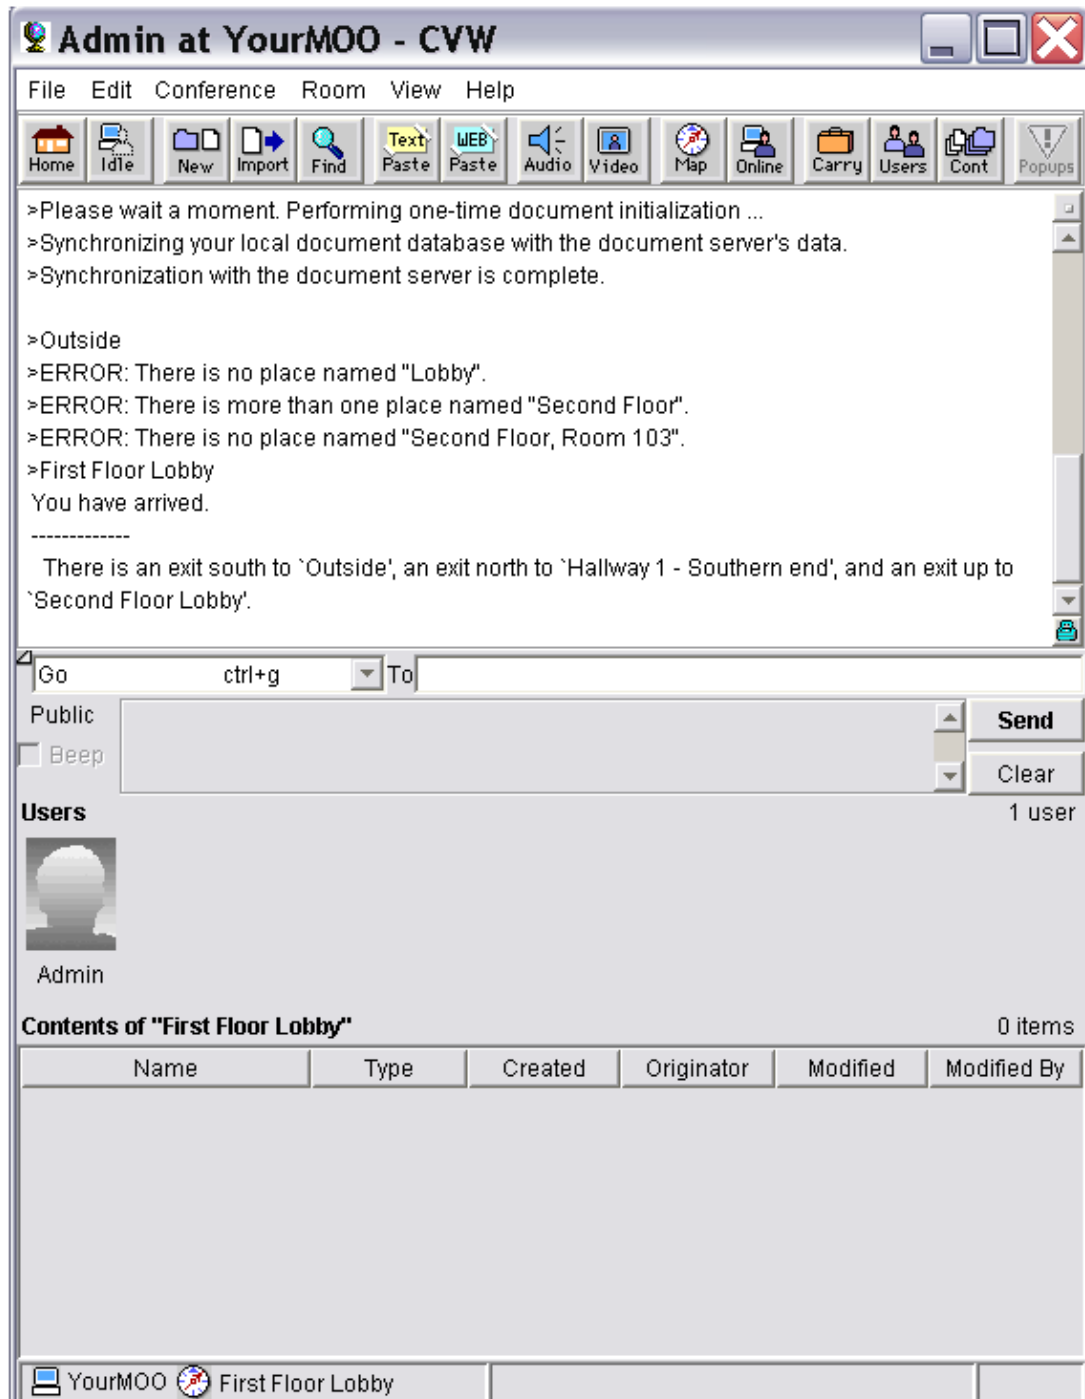 Admin at YourMOO - CVW
File Edit Conference Room View Help
Home Idle New Import Find Text Paste WEB Paste Audio Video Map Online Carry Users Cont Popups
>Please wait a moment. Performing one-time document initialization ...
>Synchronizing your local document database with the document server's data.
>Synchronization with the document server is complete.
>Outside
>ERROR: There is no place named "Lobby".
>ERROR: There is more than one place named "Second Floor".
>ERROR: There is no place named "Second Floor, Room 103".
>First Floor Lobby
You have arrived.
-------------
There is an exit south to `Outside', an exit north to `Hallway 1 - Southern end', and an exit up to
`Second Floor Lobby'.
Go ctrl+g To
Public Send
Beep Clear
Users 1 user
Admin
Contents of "First Floor Lobby" 0 items
Name Type Created Originator Modified Modified By
YourMOO First Floor Lobby